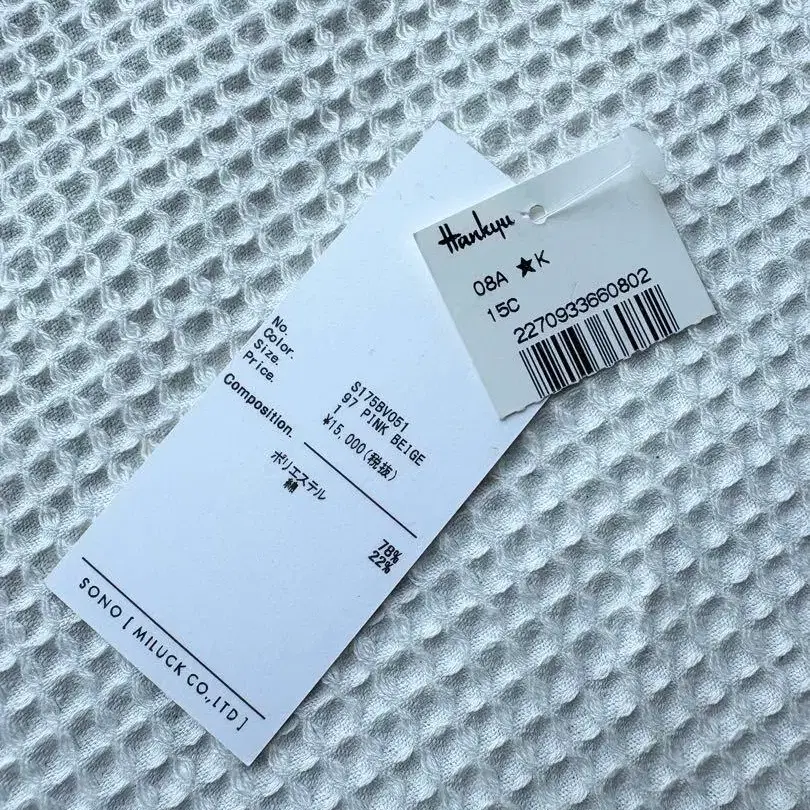 Hankyu
08A ★K
15C
2270933660802
No. S175BV051
Color. 97 PINK BEIGE
Size. 1
Price. ¥15,000(税抜)
Composition.
ポリエステル 78%
綿 22%
SONO [ MILUCK CO.,LTD ]